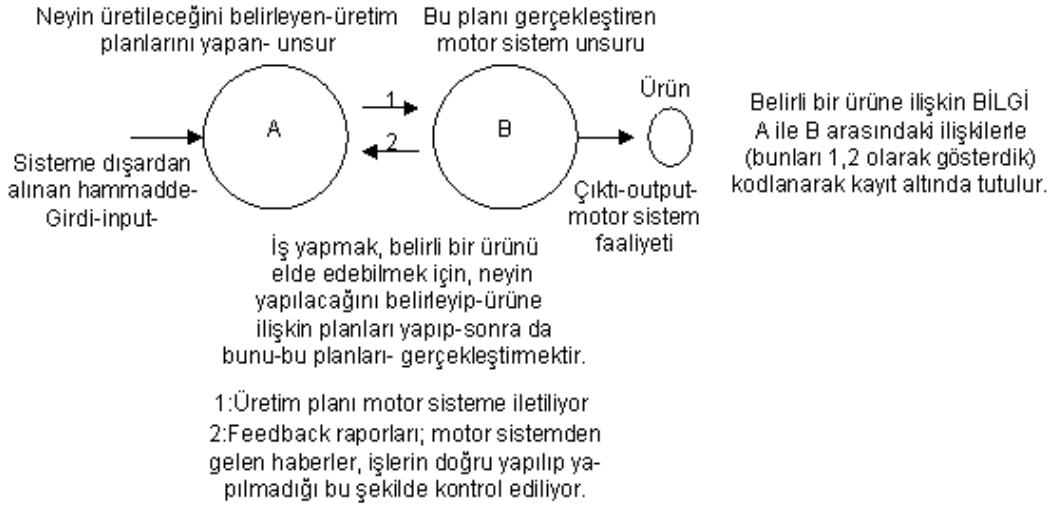 Neyin üretileceğini belirleyen-üretim
planlarını yapan- unsur
Bu planı gerçekleştiren
motor sistem unsuru
A
1
2
B
Ürün
Sisteme dışardan
alınan hammadde-
Girdi-input-
Çıktı-output-
motor sistem
faaliyeti
Belirli bir ürüne ilişkin BİLGİ
A ile B arasındaki ilişkilerle
(bunları 1,2 olarak gösterdik)
kodlanarak kayıt altında tutulur.
İş yapmak, belirli bir ürünü
elde edebilmek için, neyin
yapılacağını belirleyip-ürüne
ilişkin planları yapıp-sonra da
bunu-bu planları- gerçekleştirmektir.
1:Üretim planı motor sisteme iletiliyor
2:Feedback raporları; motor sistemden
gelen haberler, işlerin doğru yapılıp ya-
pılmadığı bu şekilde kontrol ediliyor.